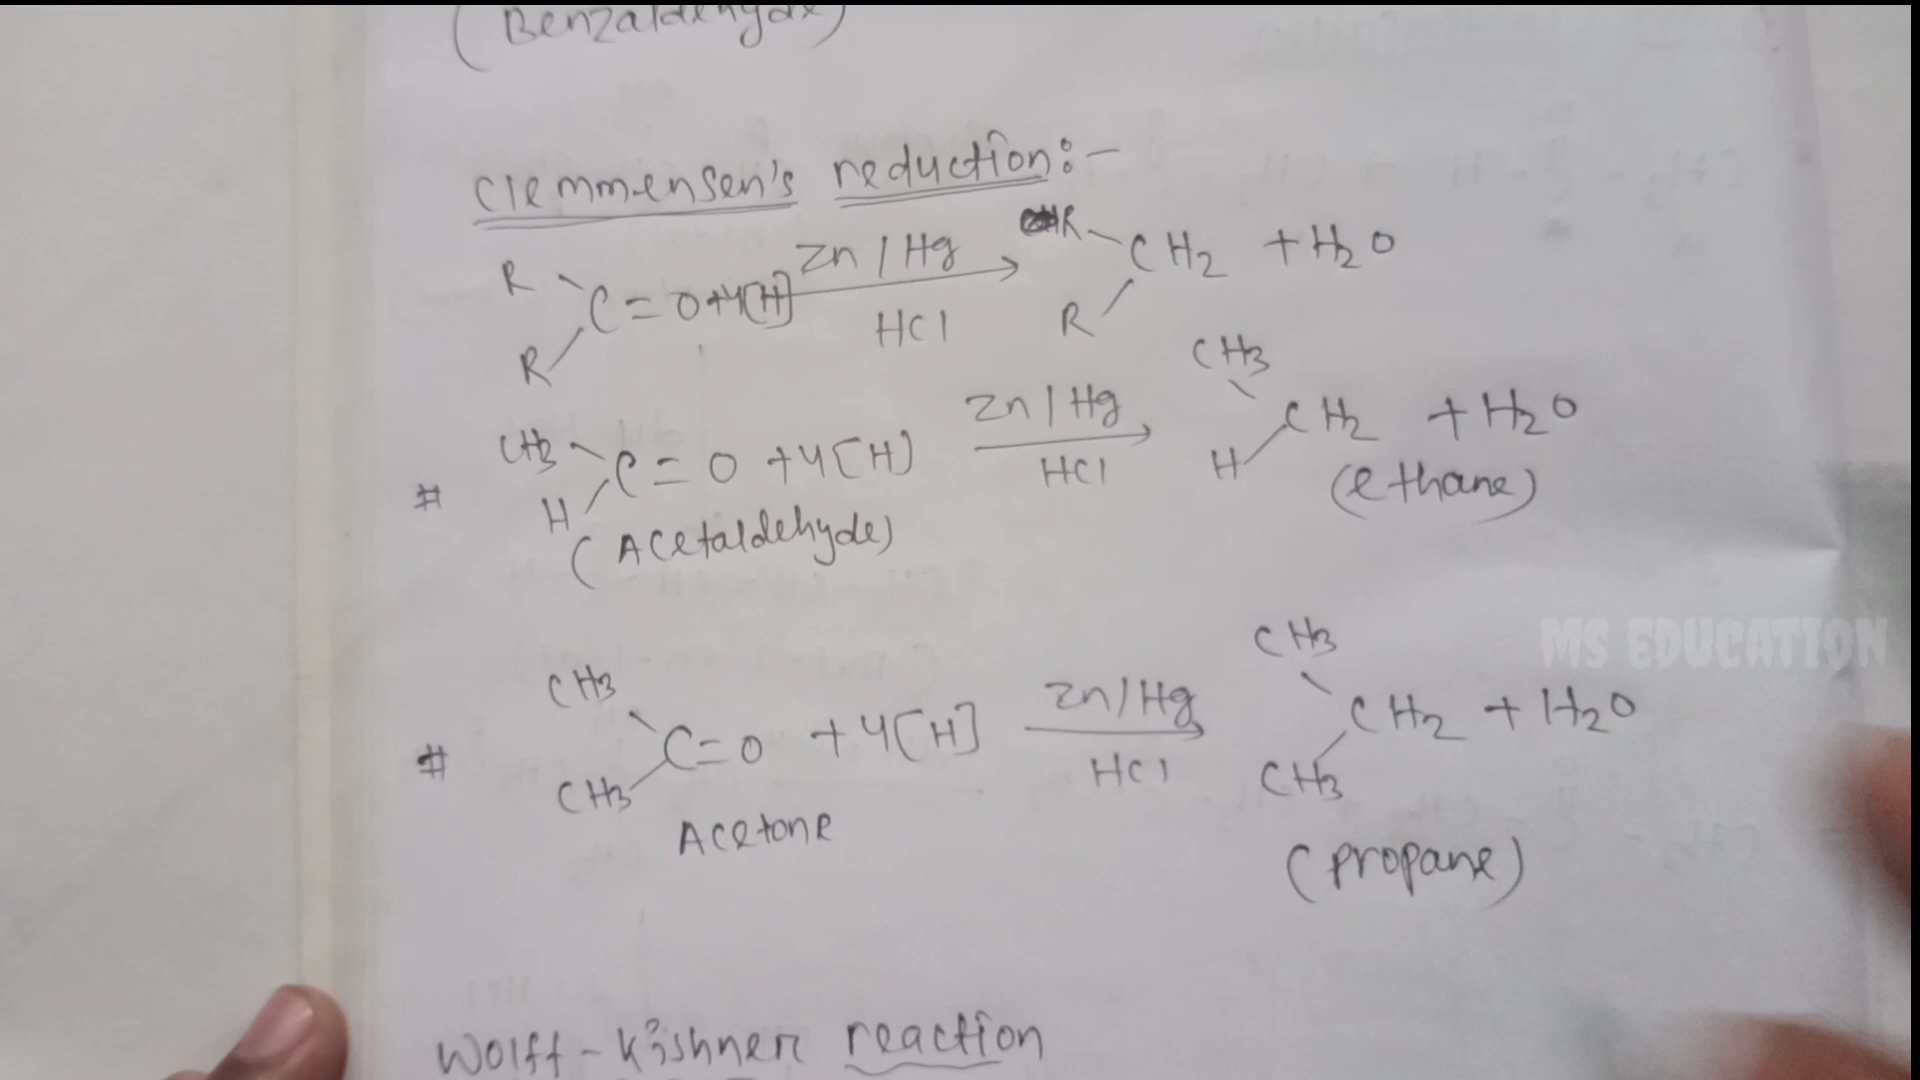 (Benzaldehyde)
Clemmensen's reduction:-
R
R
C=O+4[H] Zn/Hg HCl R CH2 +H2O
R
CH3
H
C=O +4[H] Zn/Hg HCl CH3 CH2 +H2O
H
#
(Acetaldehyde) (ethane)
CH3
CH3
# C=O +4[H] Zn/Hg HCl CH3 CH2 +H2O
CH3
Acetone
(propane)
Wolff-Kishner reaction
MS EDUCATION